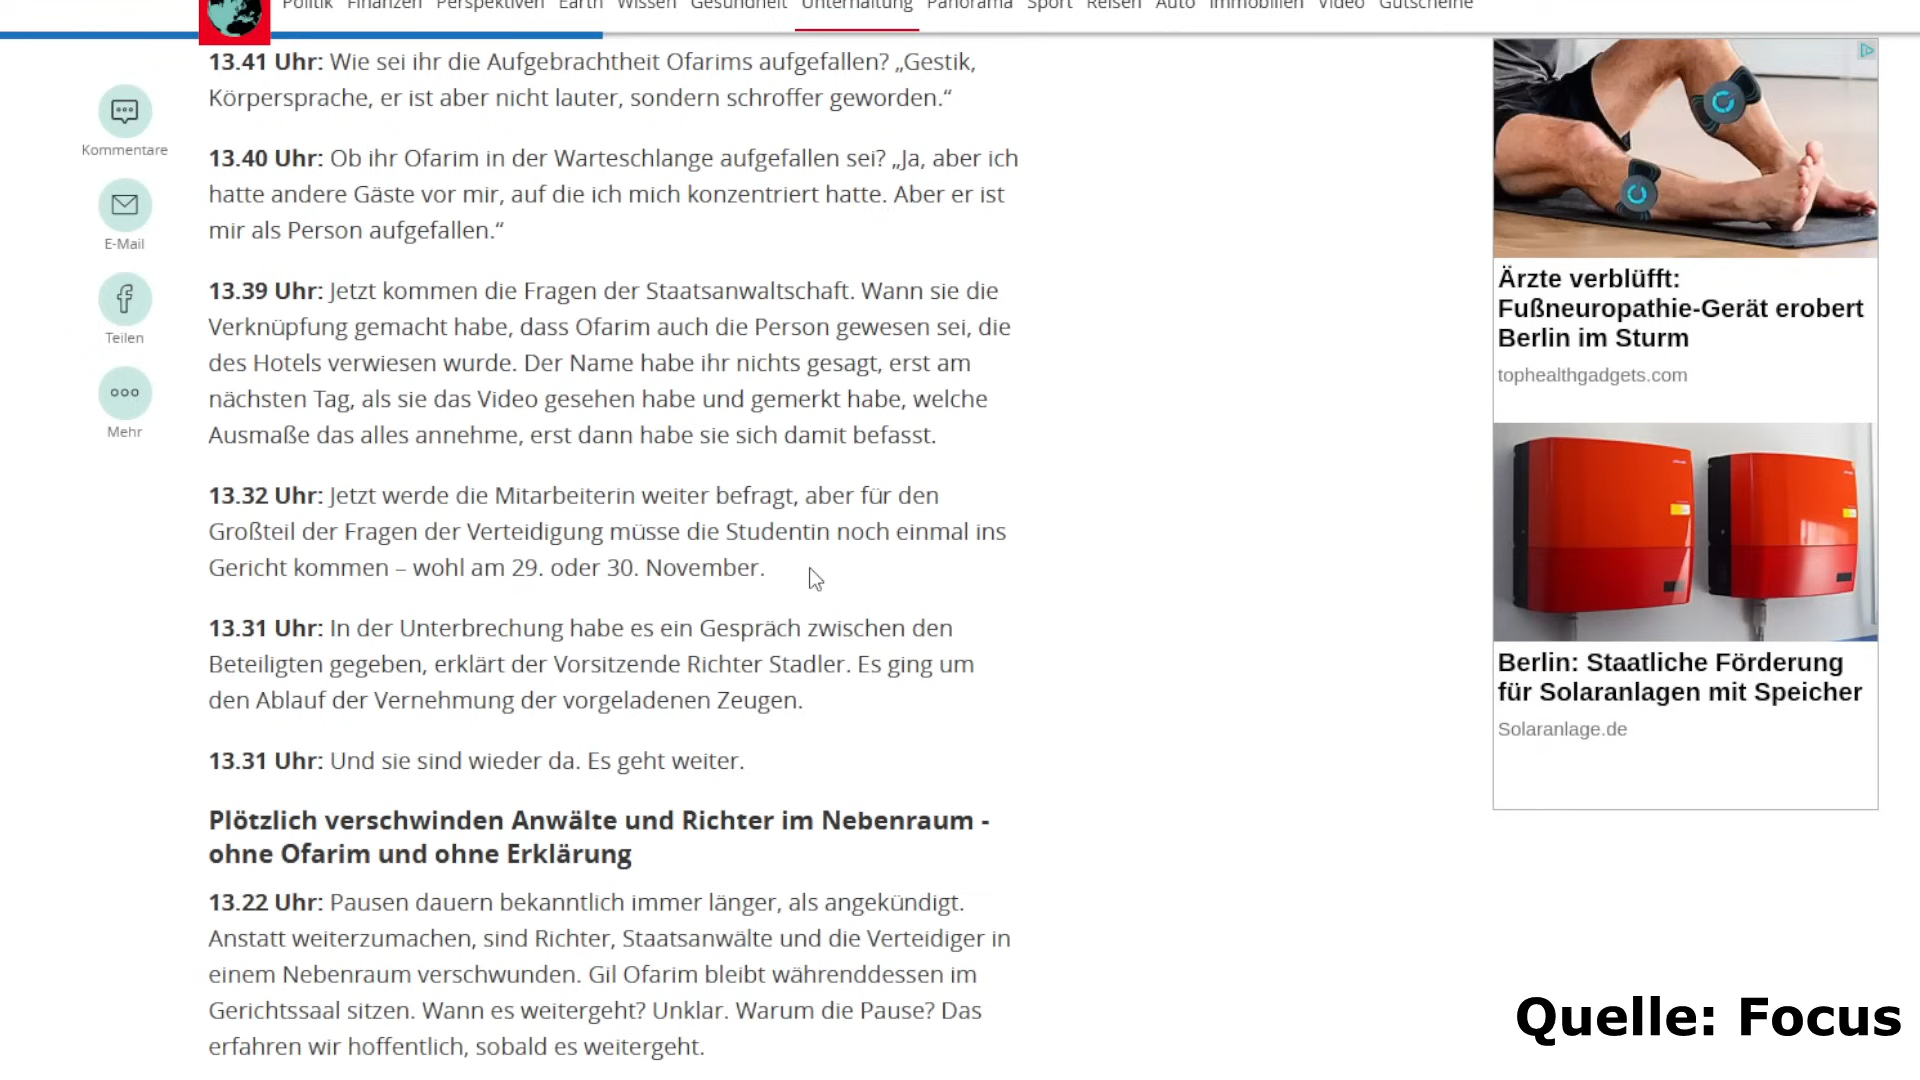 Politik Finanzen Perspektiven Earth Wissen Gesundheit Unterhaltung Panorama Sport Reisen Auto Immobilien Video Gutscheine
13.41 Uhr: Wie sei ihr die Aufgebrachtheit Ofarims aufgefallen? „Gestik,
Körpersprache, er ist aber nicht lauter, sondern schroffer geworden.“
13.40 Uhr: Ob ihr Ofarim in der Warteschlange aufgefallen sei? „Ja, aber ich
hatte andere Gäste vor mir, auf die ich mich konzentriert hatte. Aber er ist
mir als Person aufgefallen.“
13.39 Uhr: Jetzt kommen die Fragen der Staatsanwaltschaft. Wann sie die
Verknüpfung gemacht habe, dass Ofarim auch die Person gewesen sei, die
des Hotels verwiesen wurde. Der Name habe ihr nichts gesagt, erst am
nächsten Tag, als sie das Video gesehen habe und gemerkt habe, welche
Ausmaße das alles annehme, erst dann habe sie sich damit befasst.
13.32 Uhr: Jetzt werde die Mitarbeiterin weiter befragt, aber für den
Großteil der Fragen der Verteidigung müsse die Studentin noch einmal ins
Gericht kommen – wohl am 29. oder 30. November.
13.31 Uhr: In der Unterbrechung habe es ein Gespräch zwischen den
Beteiligten gegeben, erklärt der Vorsitzende Richter Stadler. Es ging um
den Ablauf der Vernehmung der vorgeladenen Zeugen.
13.31 Uhr: Und sie sind wieder da. Es geht weiter.
Plötzlich verschwinden Anwälte und Richter im Nebenraum -
ohne Ofarim und ohne Erklärung
13.22 Uhr: Pausen dauern bekanntlich immer länger, als angekündigt.
Anstatt weiterzumachen, sind Richter, Staatsanwälte und die Verteidiger in
einem Nebenraum verschwunden. Gil Ofarim bleibt währenddessen im
Gerichtssaal sitzen. Wann es weitergeht? Unklar. Warum die Pause? Das
erfahren wir hoffentlich, sobald es weitergeht.
Kommentare
E-Mail
Teilen
Mehr
Ärzte verblüfft:
Fußneuropathie-Gerät erobert
Berlin im Sturm
tophealthgadgets.com
Berlin: Staatliche Förderung
für Solaranlagen mit Speicher
Solaranlage.de
Quelle: Focus